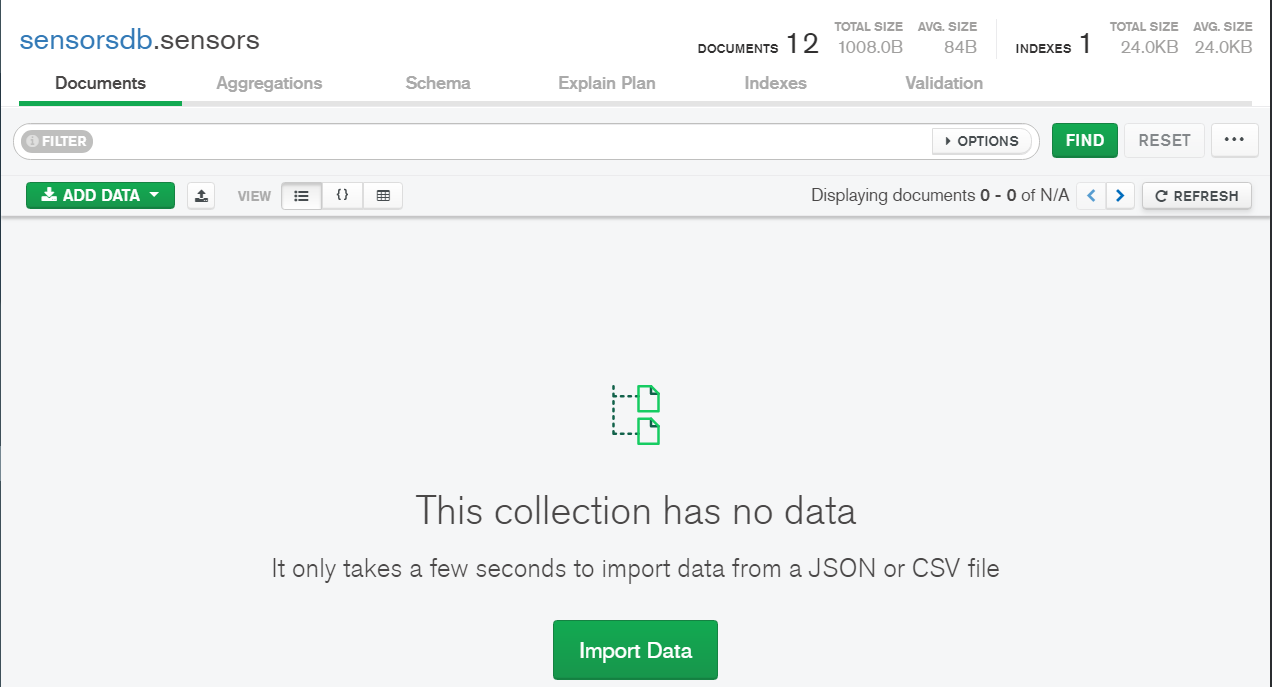 sensorsdb.sensors
DOCUMENTS 12 TOTAL SIZE 1008.0B AVG. SIZE 84B INDEXES 1 TOTAL SIZE 24.0KB AVG. SIZE 24.0KB
Documents Aggregations Schema Explain Plan Indexes Validation
FILTER OPTIONS FIND RESET ...
ADD DATA VIEW {} Displaying documents 0 - 0 of N/A < > REFRESH
This collection has no data
It only takes a few seconds to import data from a JSON or CSV file
Import Data